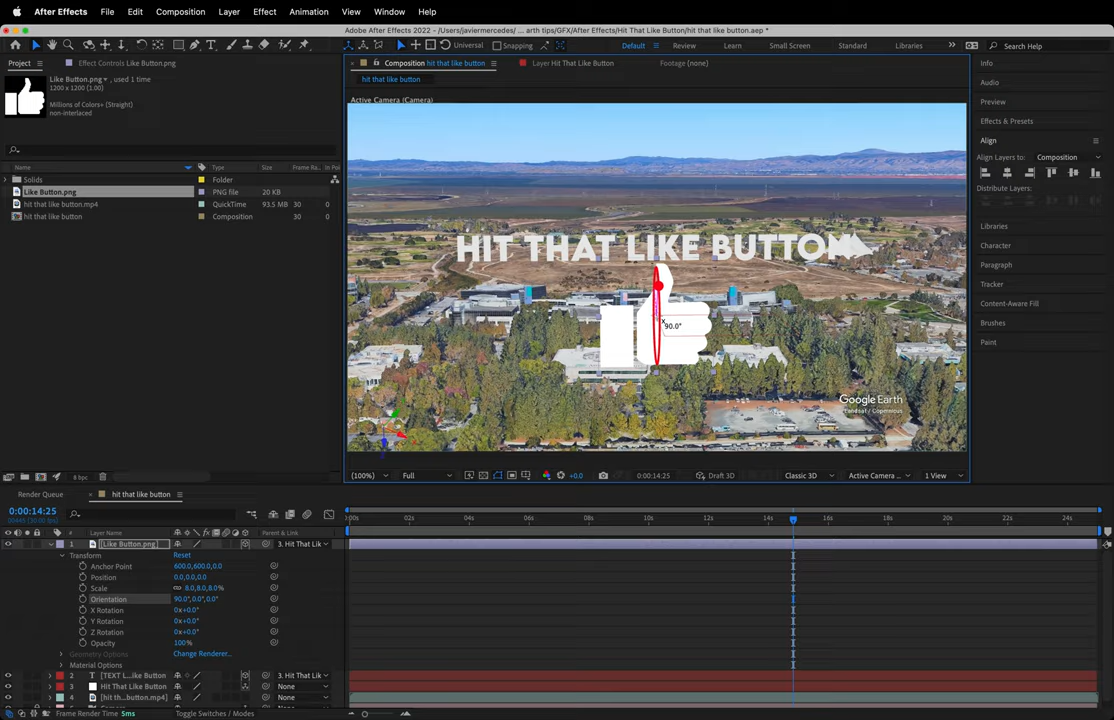 After Effects File Edit Composition Layer Effect Animation View Window Help
Adobe After Effects 2022 - /Users/javiermercedes/ ... arth tips/GFX/After Effects/Hit That Like Button/hit that like button.aep *
Universal Snapping Default Review Learn Small Screen Standard Libraries Search Help
Project Effect Controls Like Button.png
Composition hit that like button Layer Hit That Like Button Footage (none)
Like Button.png , used 1 time
1200 x 1200 (1.00)
Millions of Colors+ (Straight)
non-interlaced
hit that like button
Active Camera (Camera)
Info
Audio
Preview
Effects & Presets
Align
Align Layers to: Composition
Distribute Layers:
Libraries
Character
Paragraph
Tracker
Content-Aware Fill
Brushes
Paint
Name Type Size Frame Ra... In Poi
Solids Folder
Like Button.png PNG file 20 KB
hit that like button.mp4 QuickTime 93.5 MB 30 0
hit that like button Composition 30 0
HIT THAT LIKE BUTTON
90.0°
Google Earth
Landsat / Copernicus
8 bpc
(100%) Full +0.0 0:00:14:25 Draft 3D Classic 3D Active Camera ... 1 View
Render Queue hit that like button
0:00:14:25
00445 (30.00 fps)
:00s 02s 04s 06s 08s 10s 12s 14s 16s 18s 20s 22s 24s
# Layer Name Parent & Link
1 [Like Button.png] 3. Hit That Lik
Transform Reset
Anchor Point 600.0,600.0,0.0
Position 0.0,0.0,0.0
Scale 8.0,8.0,8.0%
Orientation 90.0°,0.0°,0.0°
X Rotation 0x+0.0°
Y Rotation 0x+0.0°
Z Rotation 0x+0.0°
Opacity 100%
Geometry Options Change Renderer...
Material Options
2 T [TEXT L...ike Button 3. Hit That Lik
3 Hit That Like Button None
4 [hit th...button.mp4] None
Frame Render Time 5ms Toggle Switches / Modes